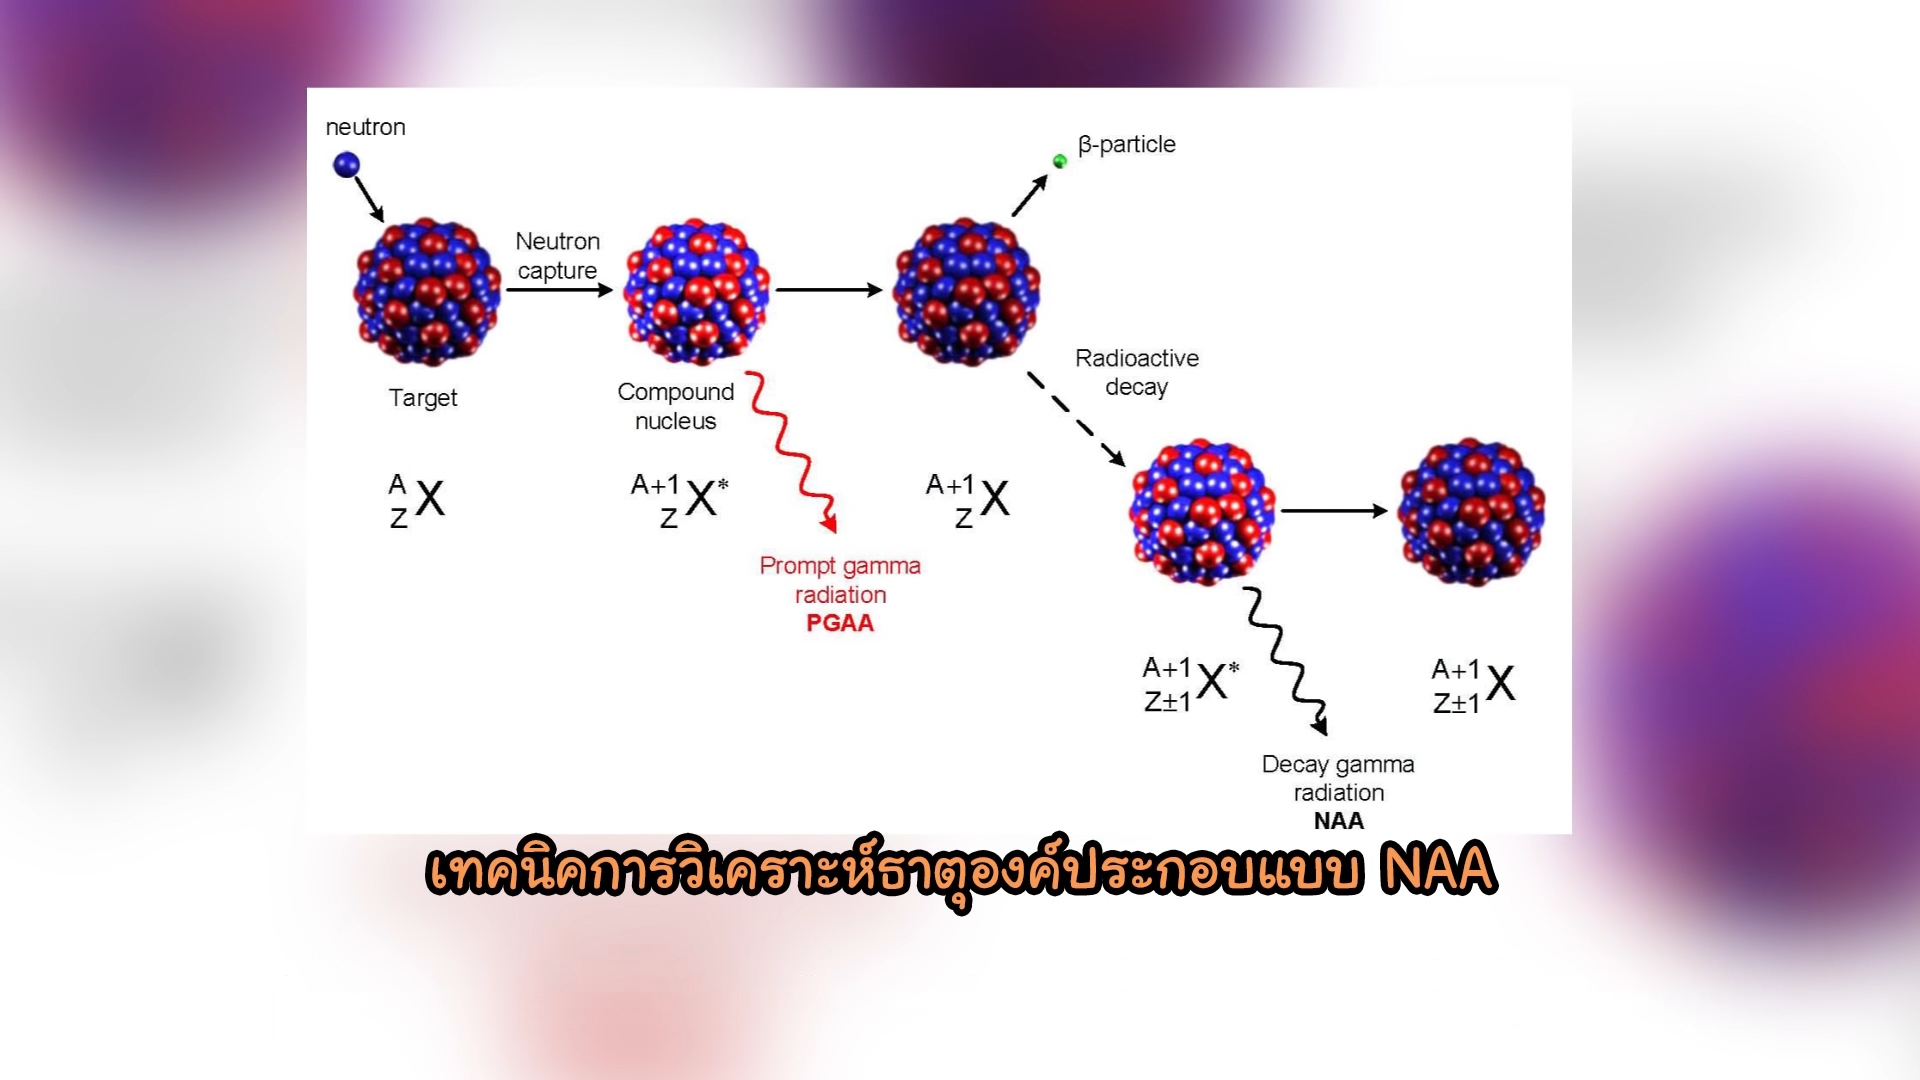 neutron
β-particle
Neutron
capture
Radioactive
decay
Target
Compound
nucleus
A
Z X
A+1
Z X*
A+1
Z X
Prompt gamma
radiation
PGAA
A+1
Z±1 X*
A+1
Z±1 X
Decay gamma
radiation
NAA
เทคนิคการวิเคราะห์ธาตุองค์ประกอบแบบ NAA